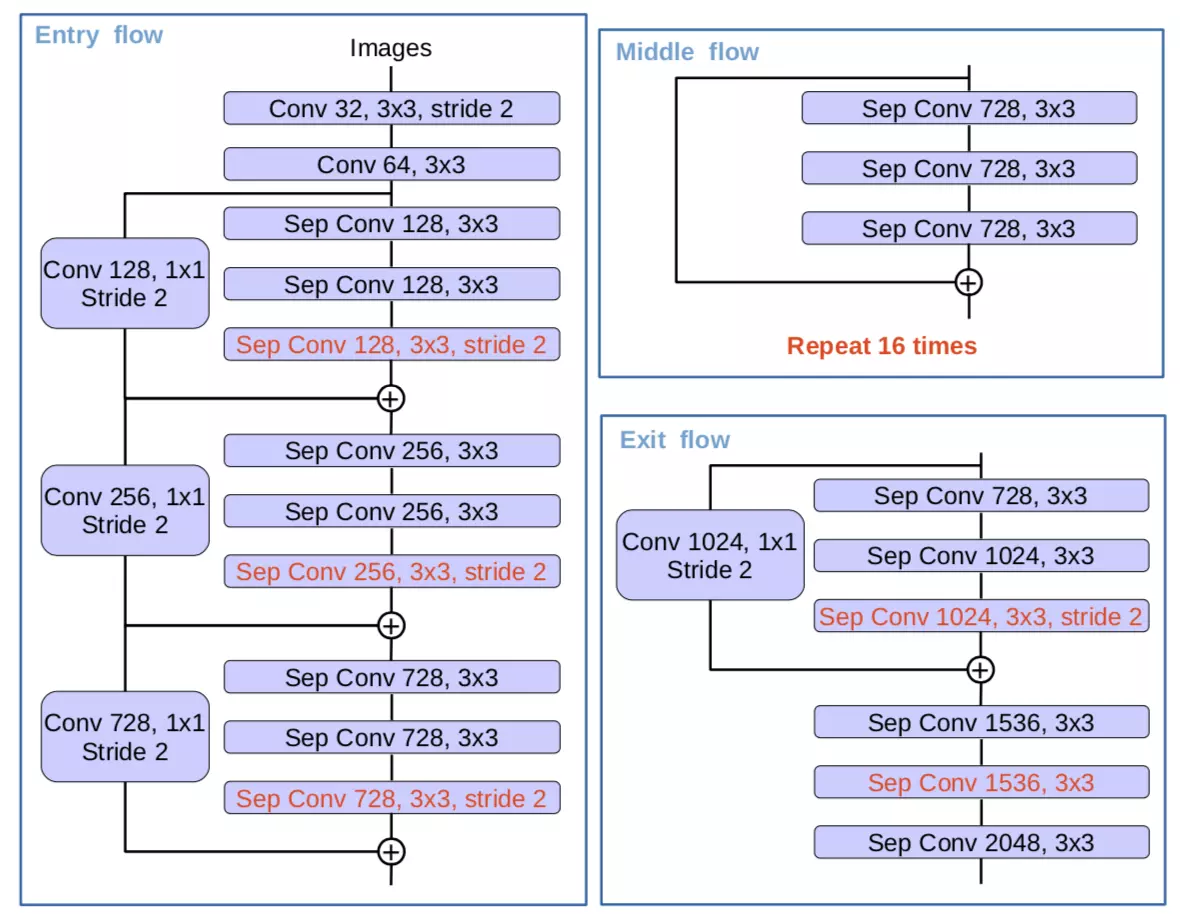 Entry flow
Images
Conv 32, 3x3, stride 2
Conv 64, 3x3
Sep Conv 128, 3x3
Conv 128, 1x1
Stride 2
Sep Conv 128, 3x3
Sep Conv 128, 3x3, stride 2
Sep Conv 256, 3x3
Conv 256, 1x1
Stride 2
Sep Conv 256, 3x3
Sep Conv 256, 3x3, stride 2
Sep Conv 728, 3x3
Conv 728, 1x1
Stride 2
Sep Conv 728, 3x3
Sep Conv 728, 3x3, stride 2
Middle flow
Sep Conv 728, 3x3
Sep Conv 728, 3x3
Sep Conv 728, 3x3
Repeat 16 times
Exit flow
Sep Conv 728, 3x3
Conv 1024, 1x1
Stride 2
Sep Conv 1024, 3x3
Sep Conv 1024, 3x3, stride 2
Sep Conv 1536, 3x3
Sep Conv 1536, 3x3
Sep Conv 2048, 3x3